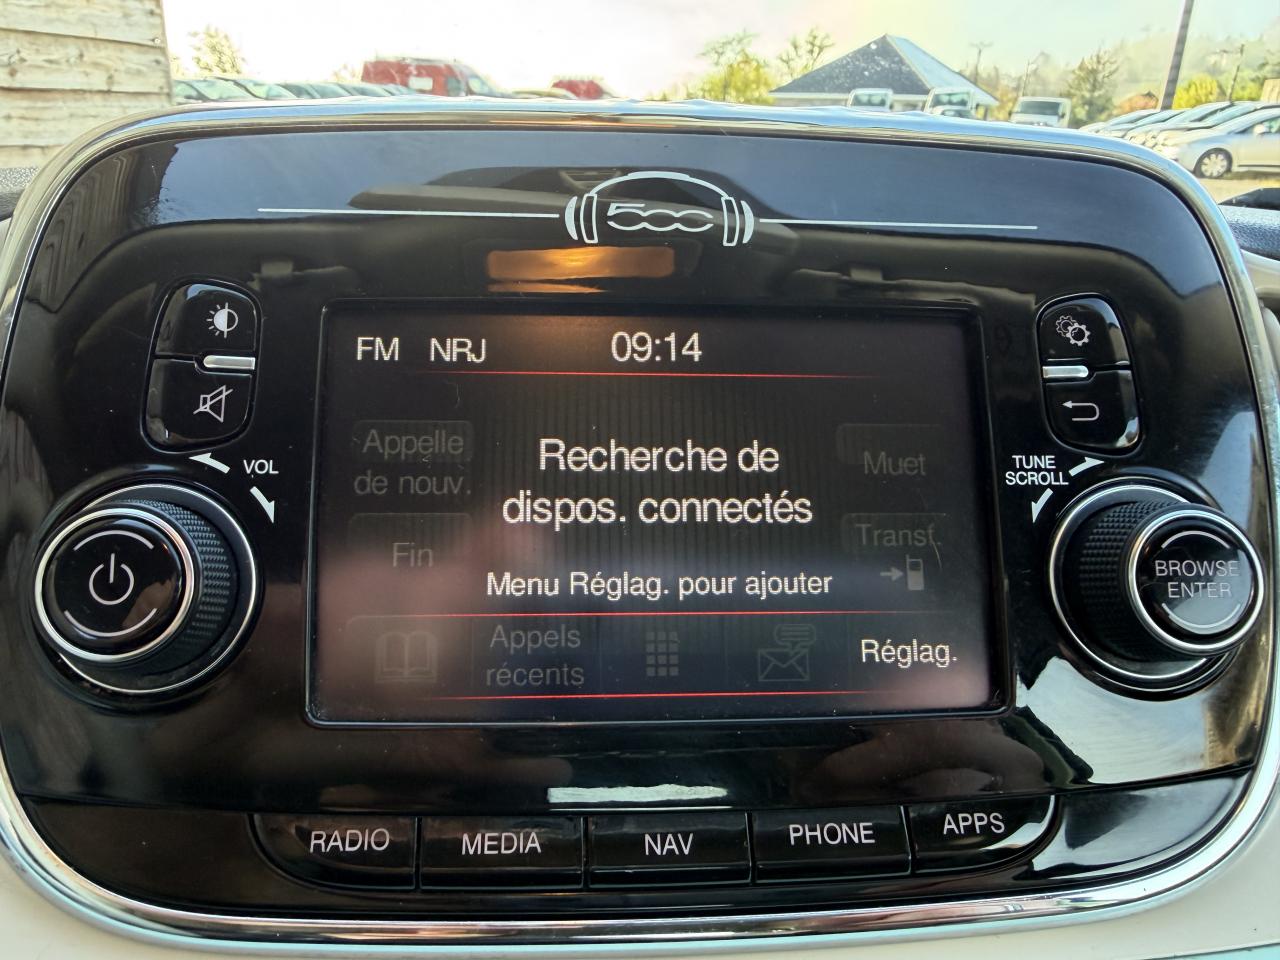 500
FM NRJ 09:14
Appelle
de nouv.
Recherche de
dispos. connectés
Muet
Fin
Transf.
Menu Réglag. pour ajouter
Appels
récents
Réglag.
VOL
TUNE
SCROLL
BROWSE
ENTER
RADIO
MEDIA
NAV
PHONE
APPS